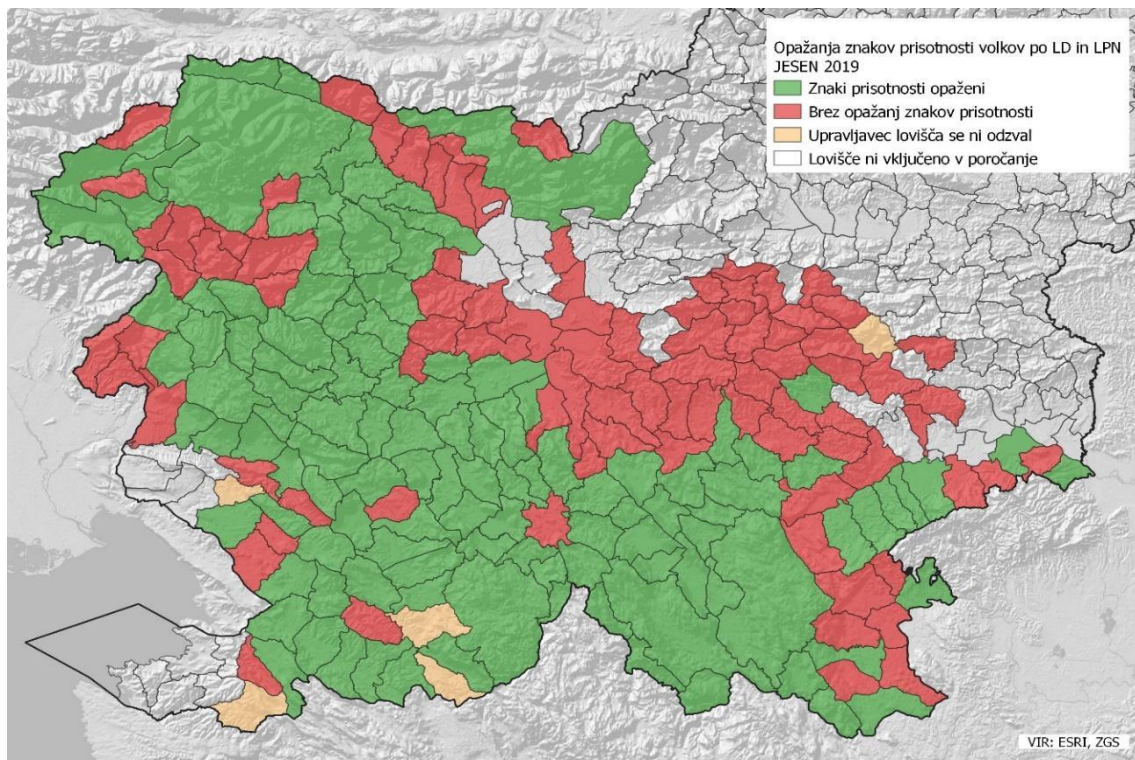 Opažanja znakov prisotnosti volkov po LD in LPN
JESEN 2019
Znaki prisotnosti opaženi
Brez opažanj znakov prisotnosti
Upravljavec lovišča se ni odzval
Lovišče ni vključeno v poročanje
VIR: ESRI, ZGS